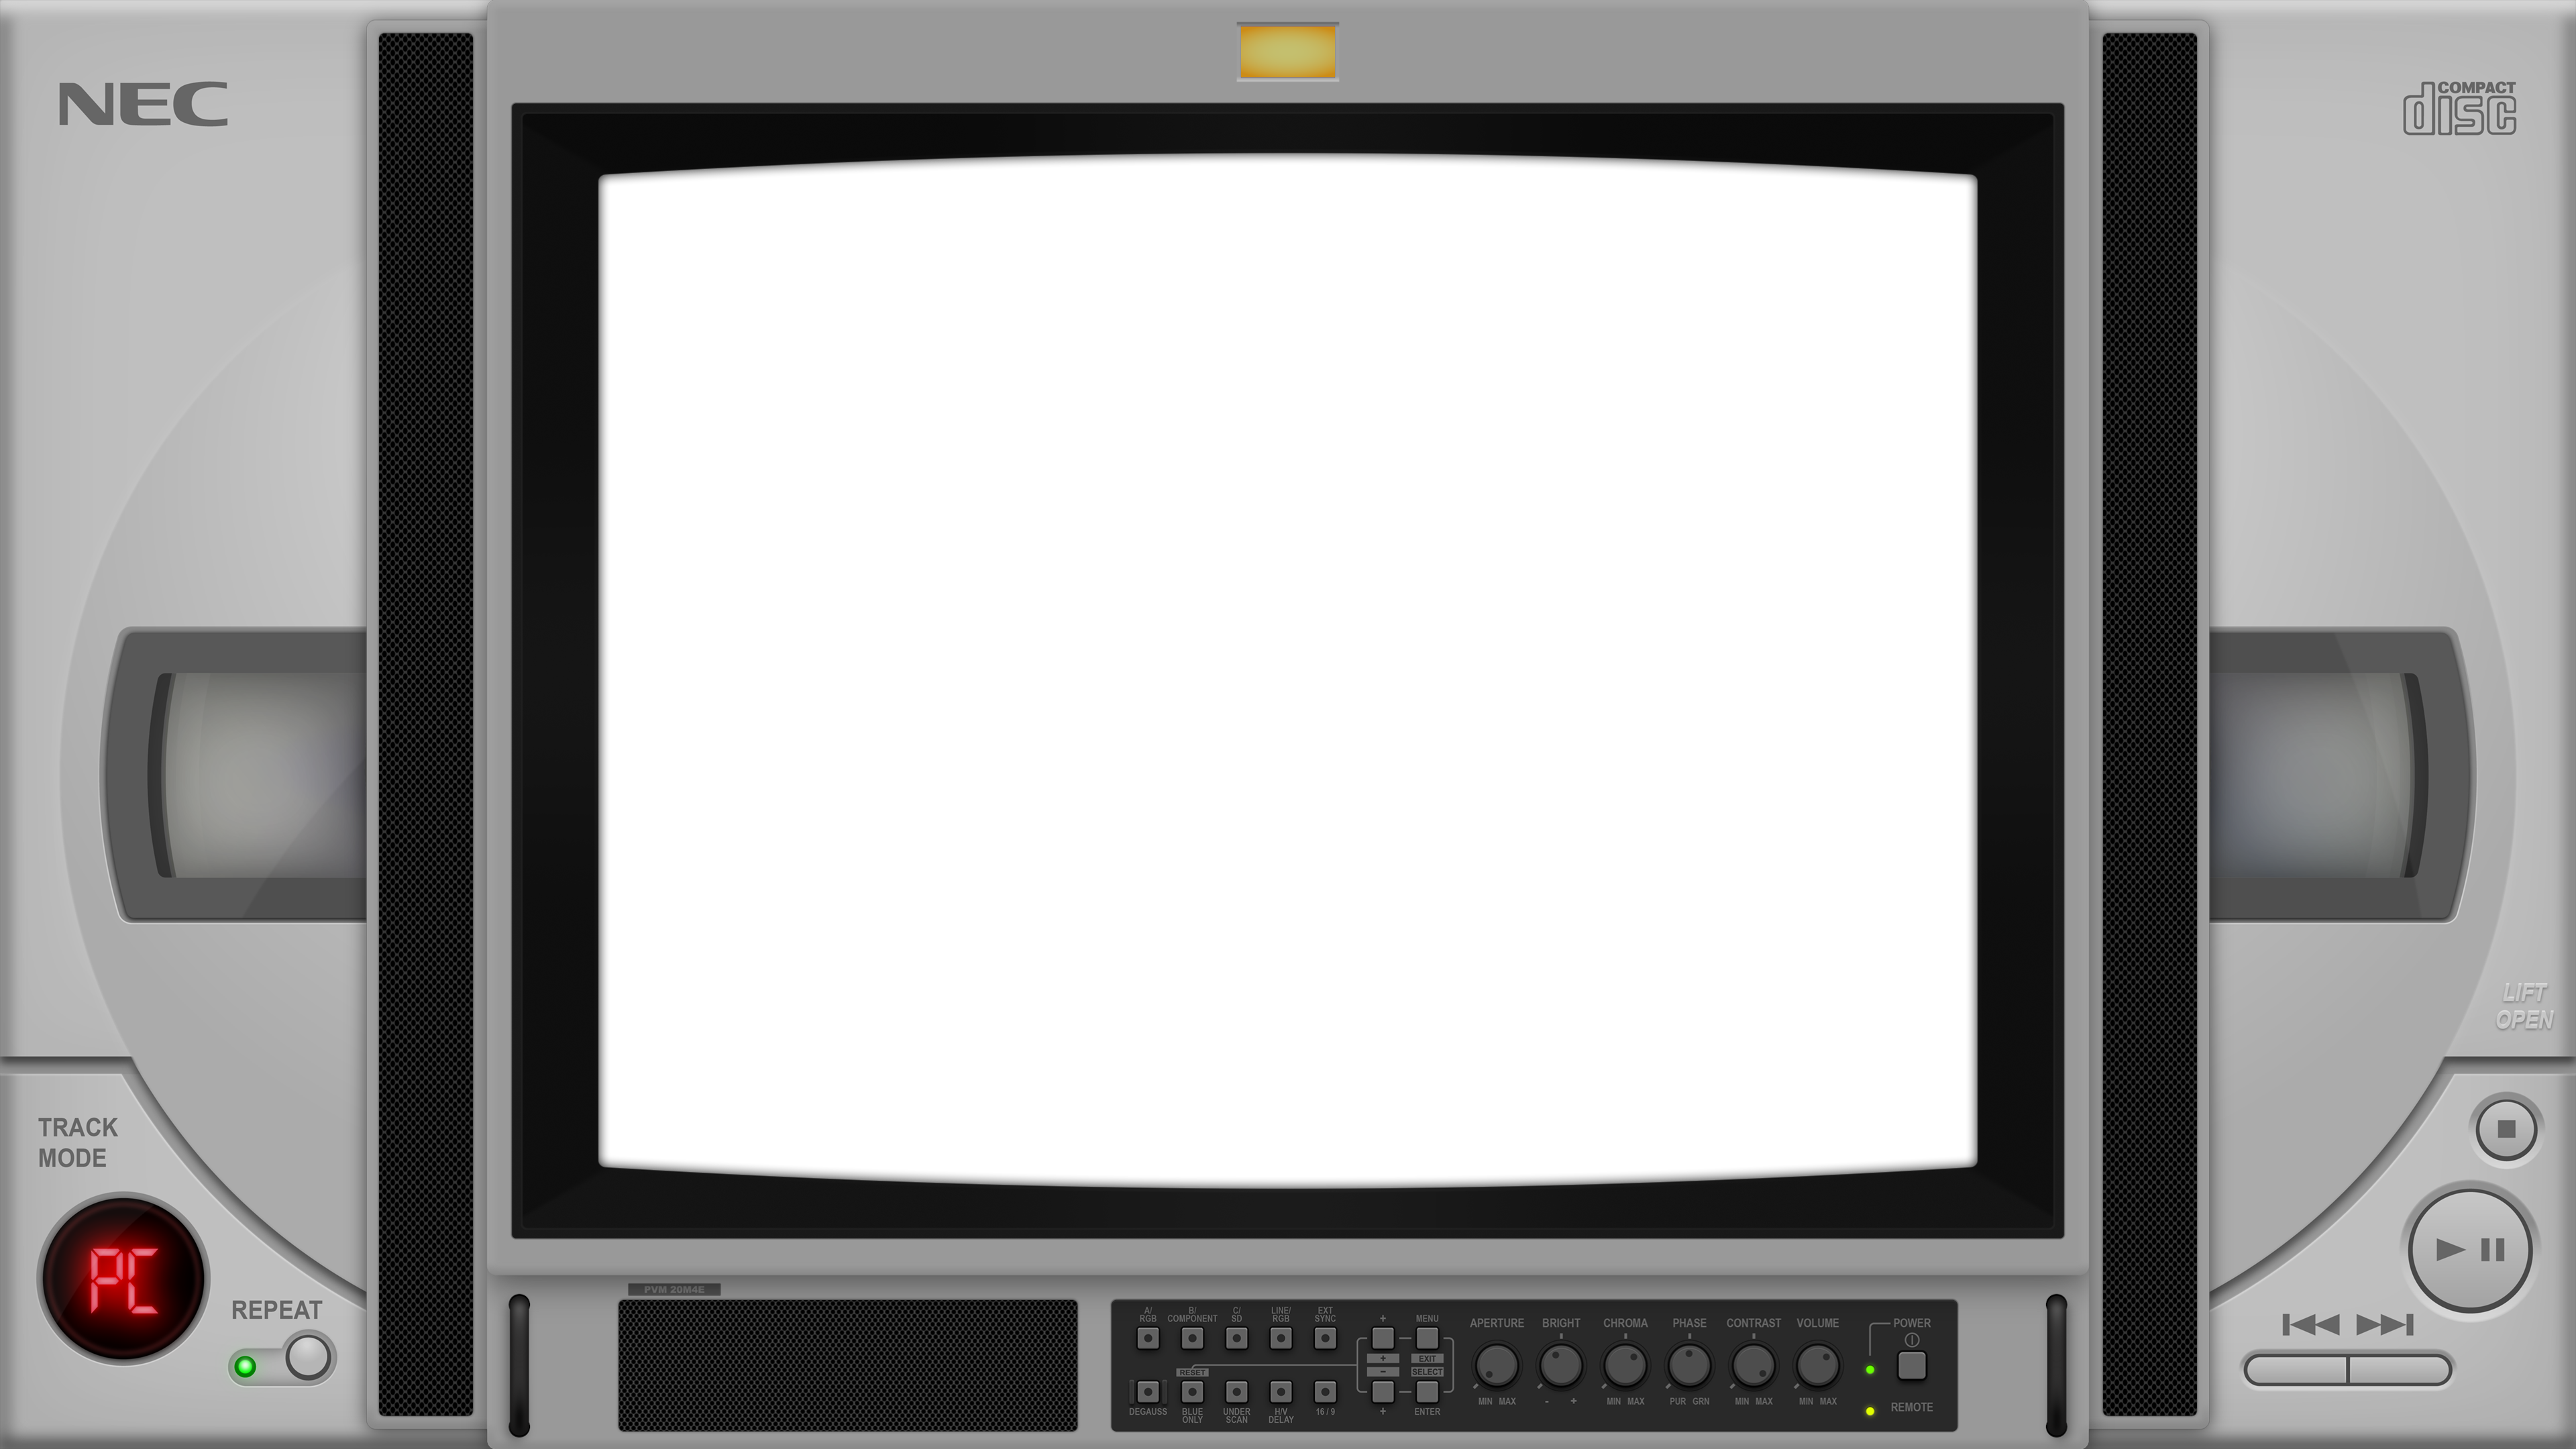 NEC
COMPACT
disc
LIFT
OPEN
TRACK
MODE
PC
REPEAT
PVM 20M4E
A/
RGB
B/
COMPONENT
C/
SD
LINE/
RGB
EXT
SYNC
+
MENU
+
EXIT
RESET
−
SELECT
DEGAUSS
BLUE
ONLY
UNDER
SCAN
H/V
DELAY
16 / 9
+
ENTER
APERTURE
MIN MAX
BRIGHT
- +
CHROMA
MIN MAX
PHASE
PUR GRN
CONTRAST
MIN MAX
VOLUME
MIN MAX
POWER
REMOTE